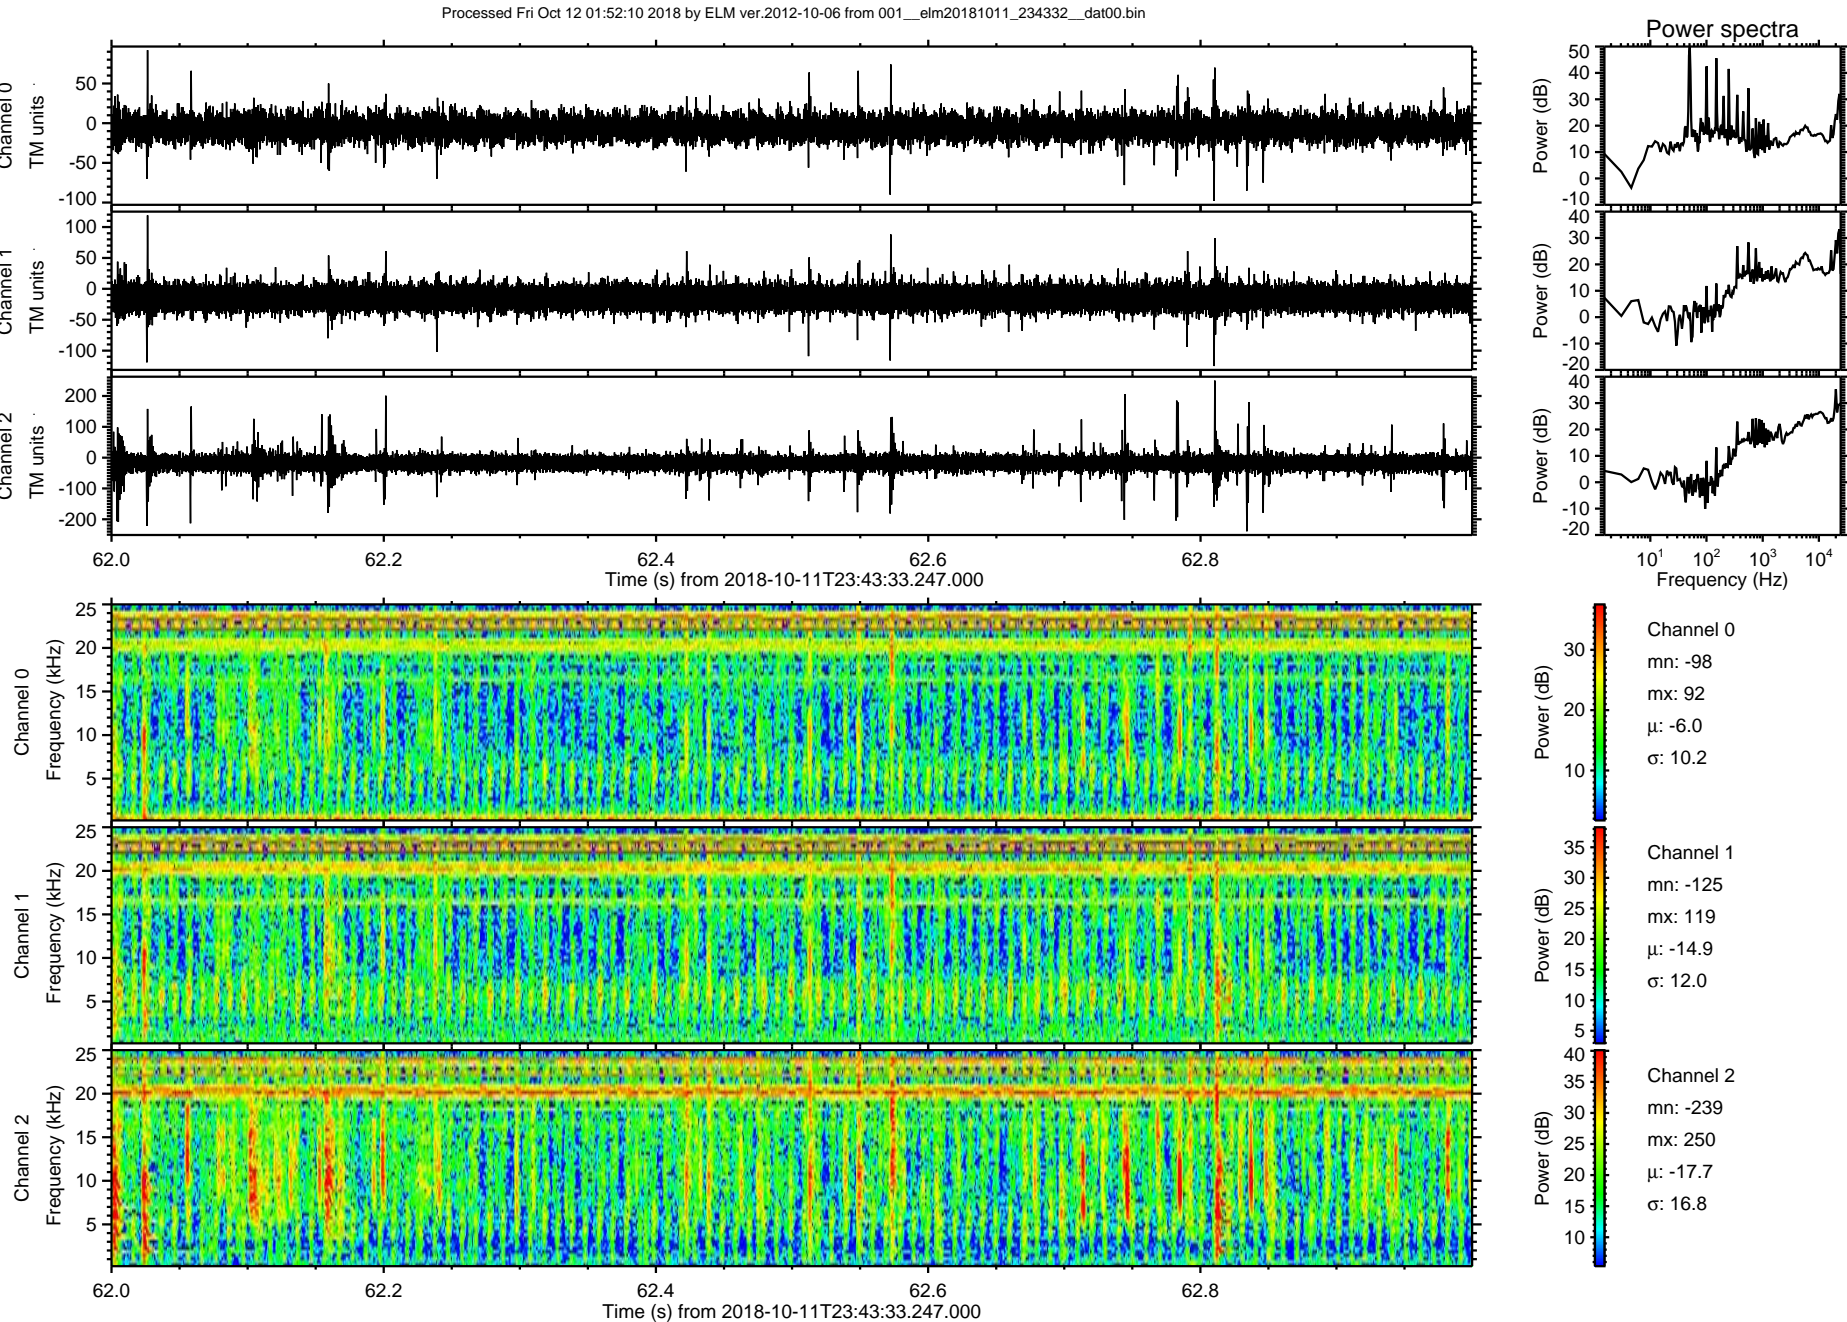 Processed Fri Oct 12 01:52:10 2018 by ELM ver.2012-10-06 from 001__elm20181011_234332__dat00.bin
Power spectra
Channel 0
TM units
50
0
-50
-100
Power (dB)
50
40
30
20
10
0
-10
Channel 1
TM units
100
50
0
-50
-100
Power (dB)
40
30
20
10
0
-10
-20
Channel 2
TM units
200
100
0
-100
-200
Power (dB)
40
30
20
10
0
-10
-20
62.0 62.2 62.4 62.6 62.8
Time (s) from 2018-10-11T23:43:33.247.000
10^1 10^2 10^3 10^4
Frequency (Hz)
Channel 0
Frequency (kHz)
25
20
15
10
5
Power (dB)
30
20
10
Channel 0
mn: -98
mx: 92
μ: -6.0
σ: 10.2
Channel 1
Frequency (kHz)
25
20
15
10
5
Power (dB)
35
30
25
20
15
10
5
Channel 1
mn: -125
mx: 119
μ: -14.9
σ: 12.0
Channel 2
Frequency (kHz)
25
20
15
10
5
Power (dB)
40
35
30
25
20
15
10
Channel 2
mn: -239
mx: 250
μ: -17.7
σ: 16.8
62.0 62.2 62.4 62.6 62.8
Time (s) from 2018-10-11T23:43:33.247.000